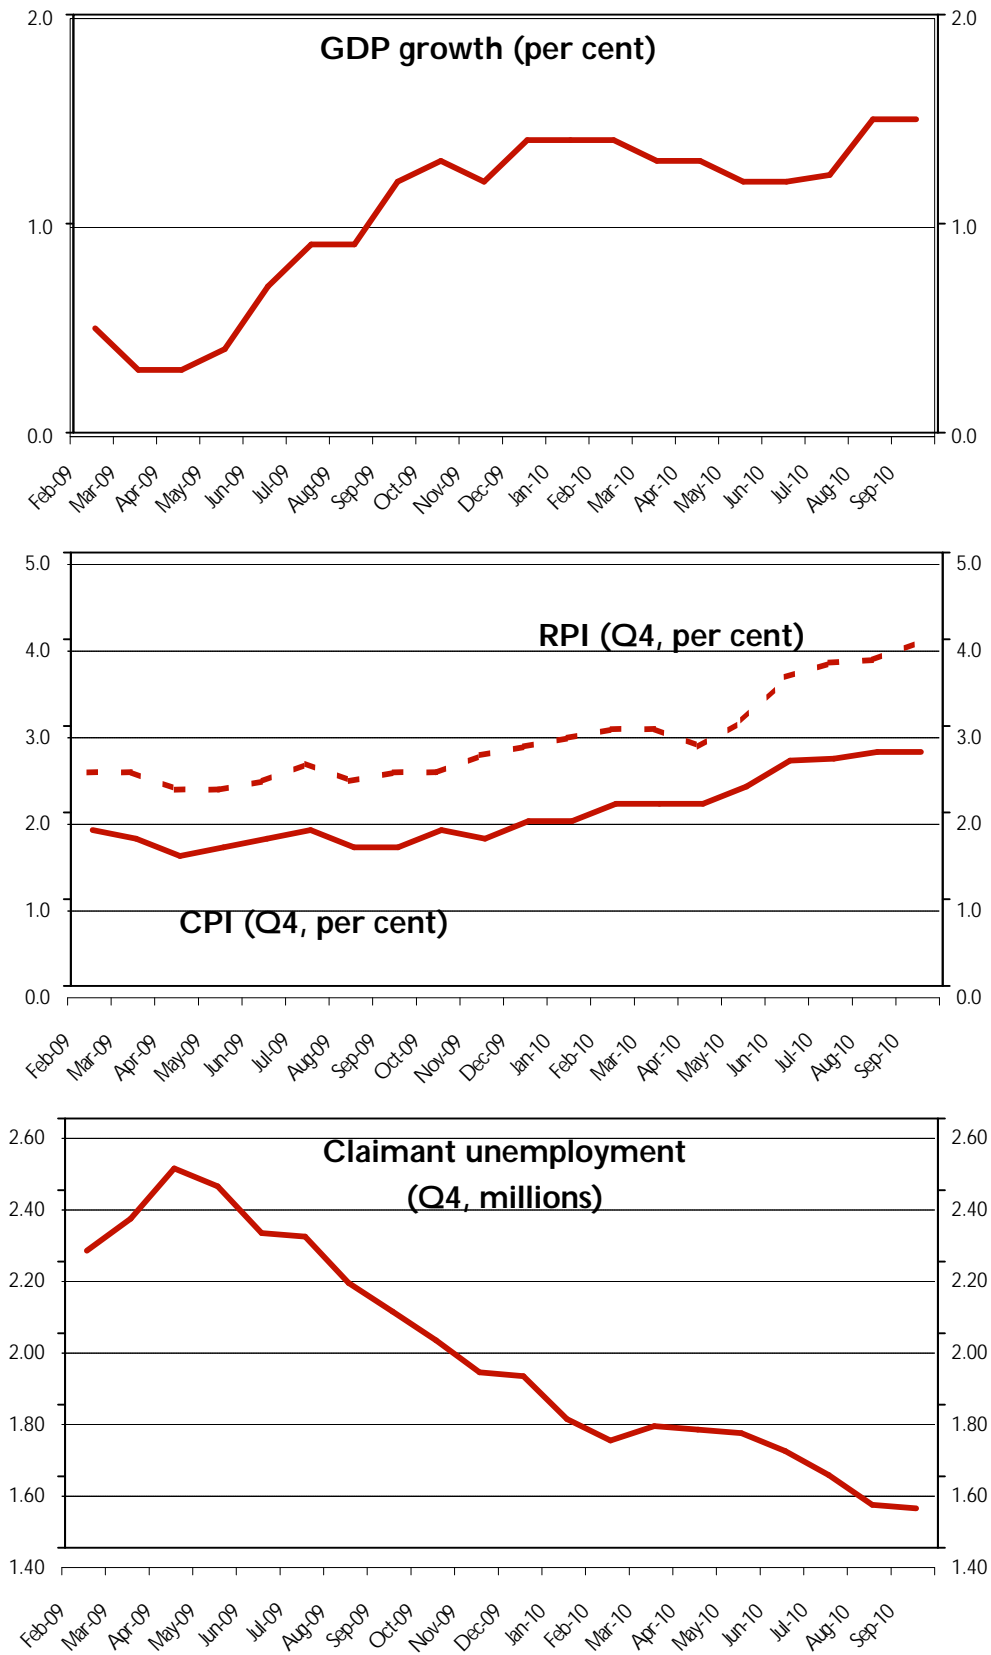 2.0 2.0
GDP growth (per cent)
1.0 1.0
0.0 0.0
Feb-09 Mar-09 Apr-09 May-09 Jun-09 Jul-09 Aug-09 Sep-09 Oct-09 Nov-09 Dec-09 Jan-10 Feb-10 Mar-10 Apr-10 May-10 Jun-10 Jul-10 Aug-10 Sep-10
5.0 5.0
RPI (Q4, per cent)
4.0 4.0
3.0 3.0
2.0 2.0
1.0 1.0
CPI (Q4, per cent)
0.0 0.0
Feb-09 Mar-09 Apr-09 May-09 Jun-09 Jul-09 Aug-09 Sep-09 Oct-09 Nov-09 Dec-09 Jan-10 Feb-10 Mar-10 Apr-10 May-10 Jun-10 Jul-10 Aug-10 Sep-10
2.60 2.60
Claimant unemployment
(Q4, millions)
2.40 2.40
2.20 2.20
2.00 2.00
1.80 1.80
1.60 1.60
1.40 1.40
Feb-09 Mar-09 Apr-09 May-09 Jun-09 Jul-09 Aug-09 Sep-09 Oct-09 Nov-09 Dec-09 Jan-10 Feb-10 Mar-10 Apr-10 May-10 Jun-10 Jul-10 Aug-10 Sep-10